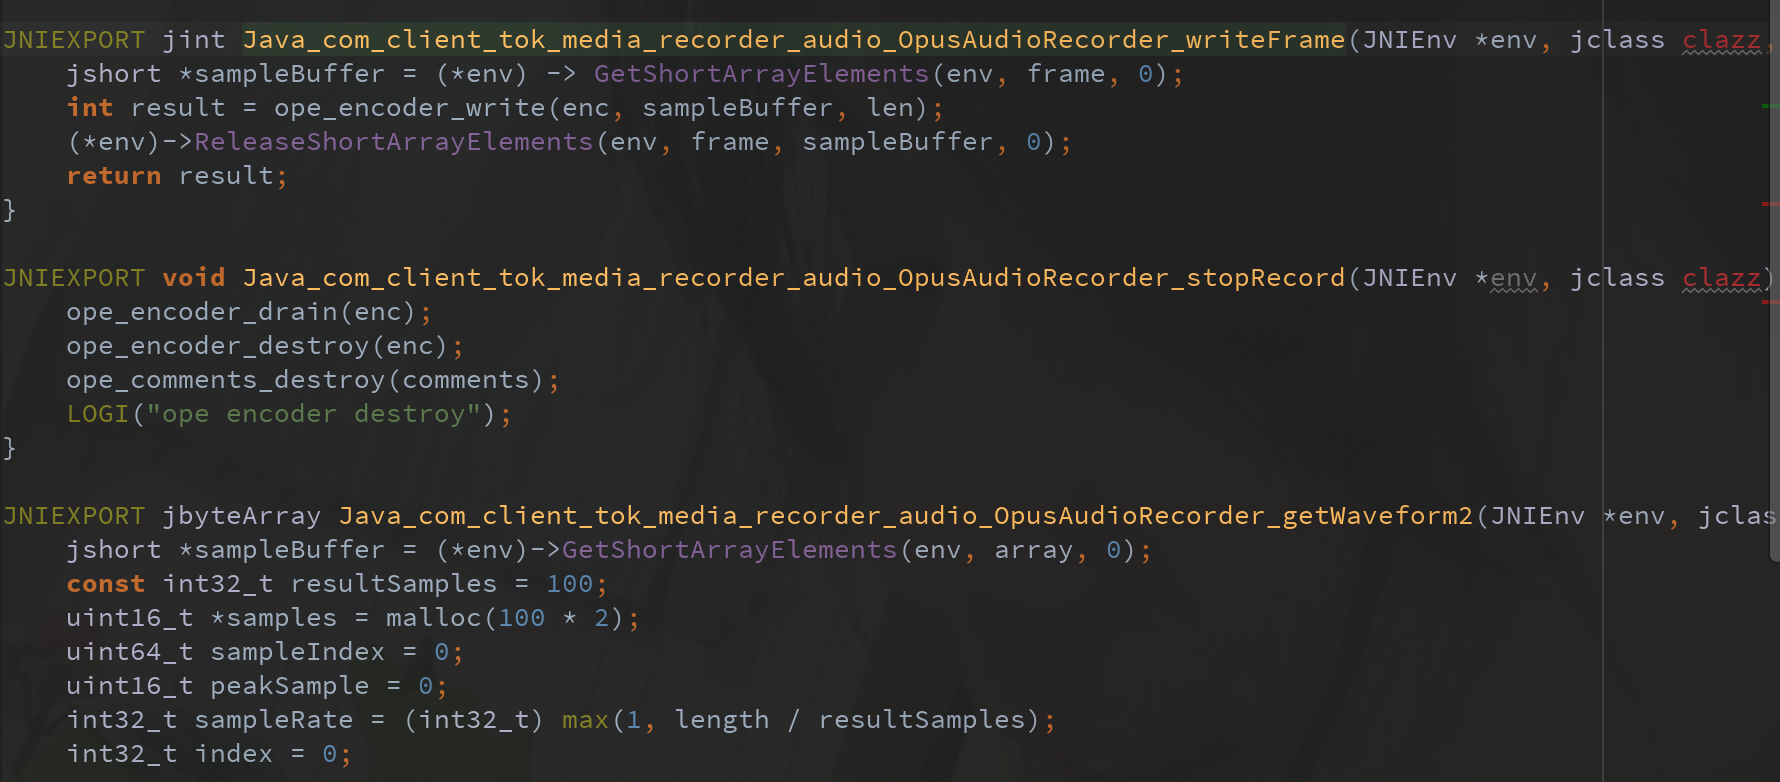 JNIEXPORT jint Java_com_client_tok_media_recorder_audio_OpusAudioRecorder_writeFrame(JNIEnv *env, jclass clazz,
    jshort *sampleBuffer = (*env) -> GetShortArrayElements(env, frame, 0);
    int result = ope_encoder_write(enc, sampleBuffer, len);
    (*env)->ReleaseShortArrayElements(env, frame, sampleBuffer, 0);
    return result;
}
JNIEXPORT void Java_com_client_tok_media_recorder_audio_OpusAudioRecorder_stopRecord(JNIEnv *env, jclass clazz)
    ope_encoder_drain(enc);
    ope_encoder_destroy(enc);
    ope_comments_destroy(comments);
    LOGI("ope encoder destroy");
}
JNIEXPORT jbyteArray Java_com_client_tok_media_recorder_audio_OpusAudioRecorder_getWaveform2(JNIEnv *env, jclas
    jshort *sampleBuffer = (*env)->GetShortArrayElements(env, array, 0);
    const int32_t resultSamples = 100;
    uint16_t *samples = malloc(100 * 2);
    uint64_t sampleIndex = 0;
    uint16_t peakSample = 0;
    int32_t sampleRate = (int32_t) max(1, length / resultSamples);
    int32_t index = 0;